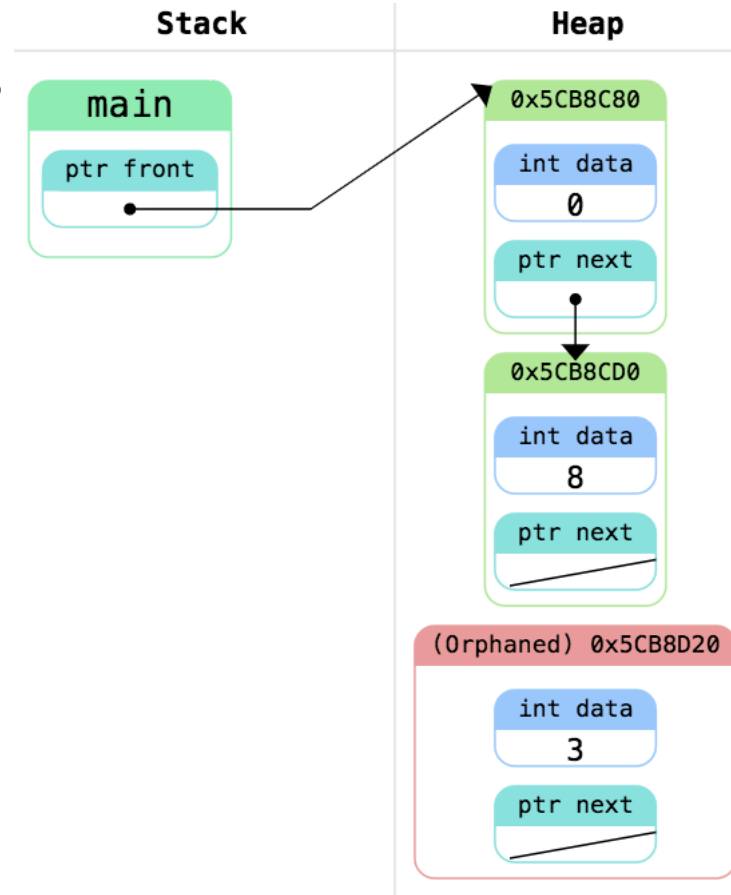 Stack
Heap
main
ptr front
0x5CB8C80
int data
0
ptr next
0x5CB8CD0
int data
8
ptr next
(Orphaned) 0x5CB8D20
int data
3
ptr next